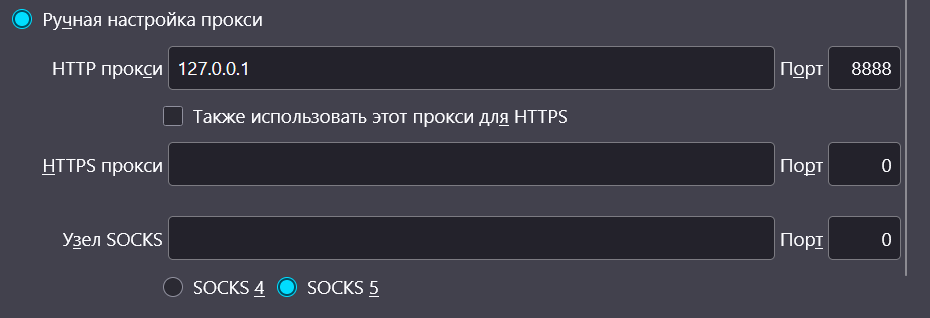 Ручная настройка прокси
HTTP прокси 127.0.0.1 Порт 8888
Также использовать этот прокси для HTTPS
HTTPS прокси Порт 0
Узел SOCKS Порт 0
SOCKS 4 SOCKS 5